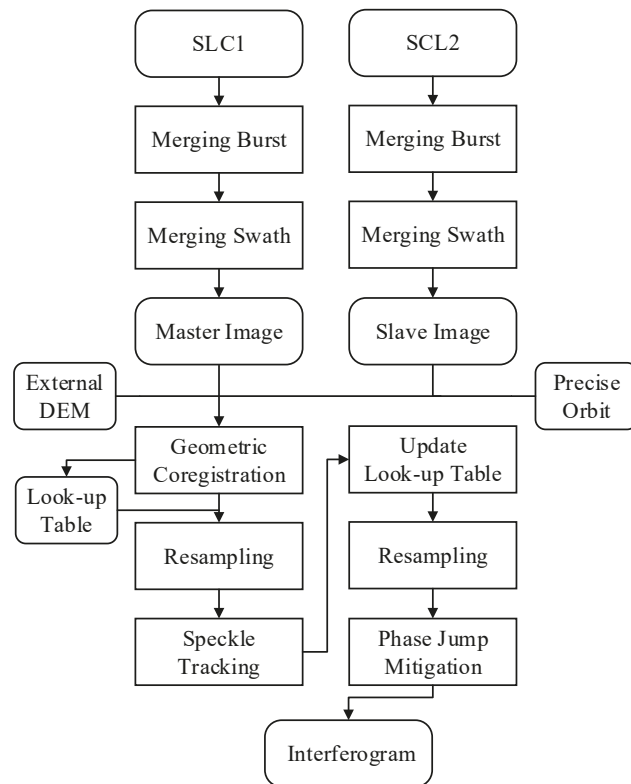 SLC1
SCL2
Merging Burst
Merging Burst
Merging Swath
Merging Swath
Master Image
Slave Image
External
DEM
Precise
Orbit
Geometric
Coregistration
Update
Look-up Table
Look-up
Table
Resampling
Resampling
Speckle
Tracking
Phase Jump
Mitigation
Interferogram